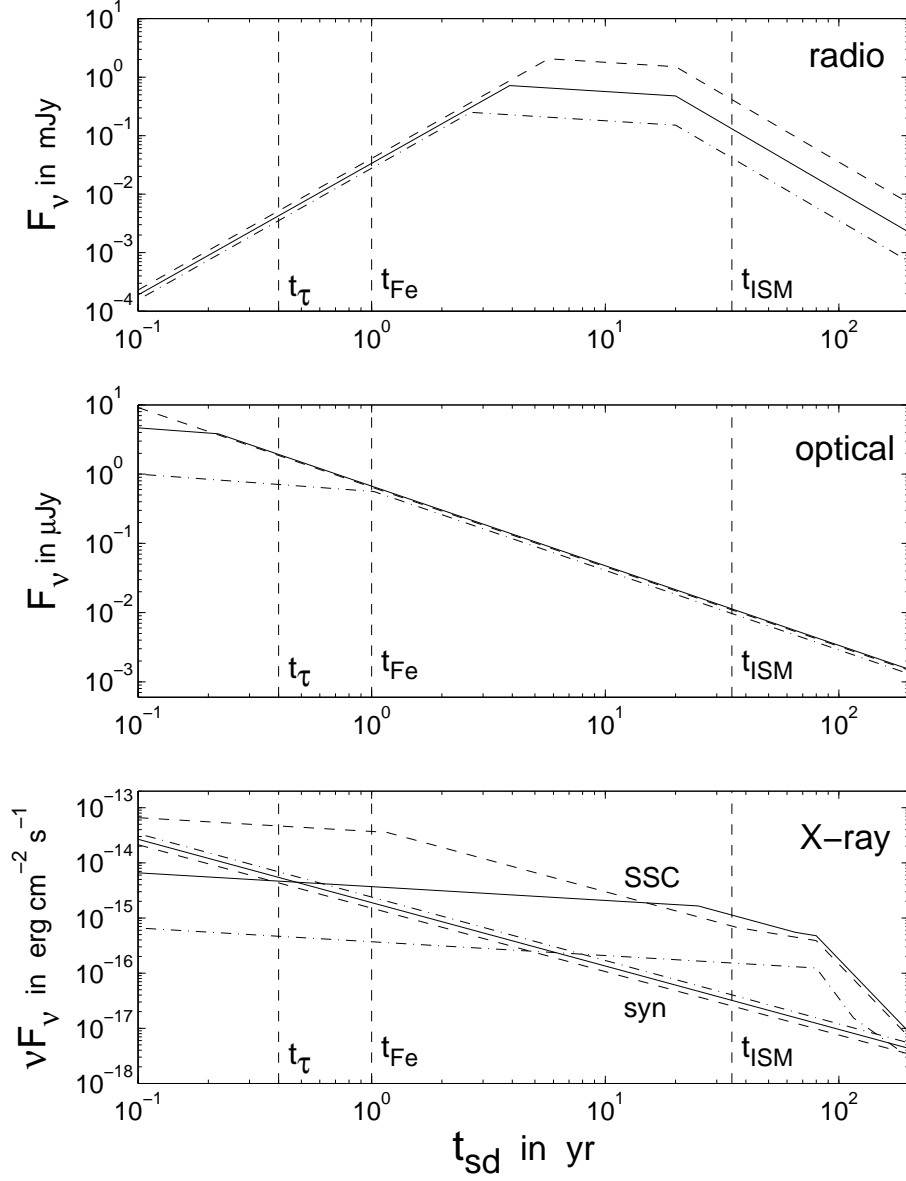 radio
F_ν in mJy
10^1
10^0
10^−1
10^−2
10^−3
10^−4
t_τ
t_Fe
t_ISM
10^−1
10^0
10^1
10^2
optical
F_ν in μJy
10^1
10^0
10^−1
10^−2
10^−3
t_τ
t_Fe
t_ISM
10^−1
10^0
10^1
10^2
X−ray
νF_ν in erg cm^−2 s^−1
10^−13
10^−14
10^−15
10^−16
10^−17
10^−18
SSC
syn
t_τ
t_Fe
t_ISM
10^−1
10^0
10^1
10^2
t_sd in yr